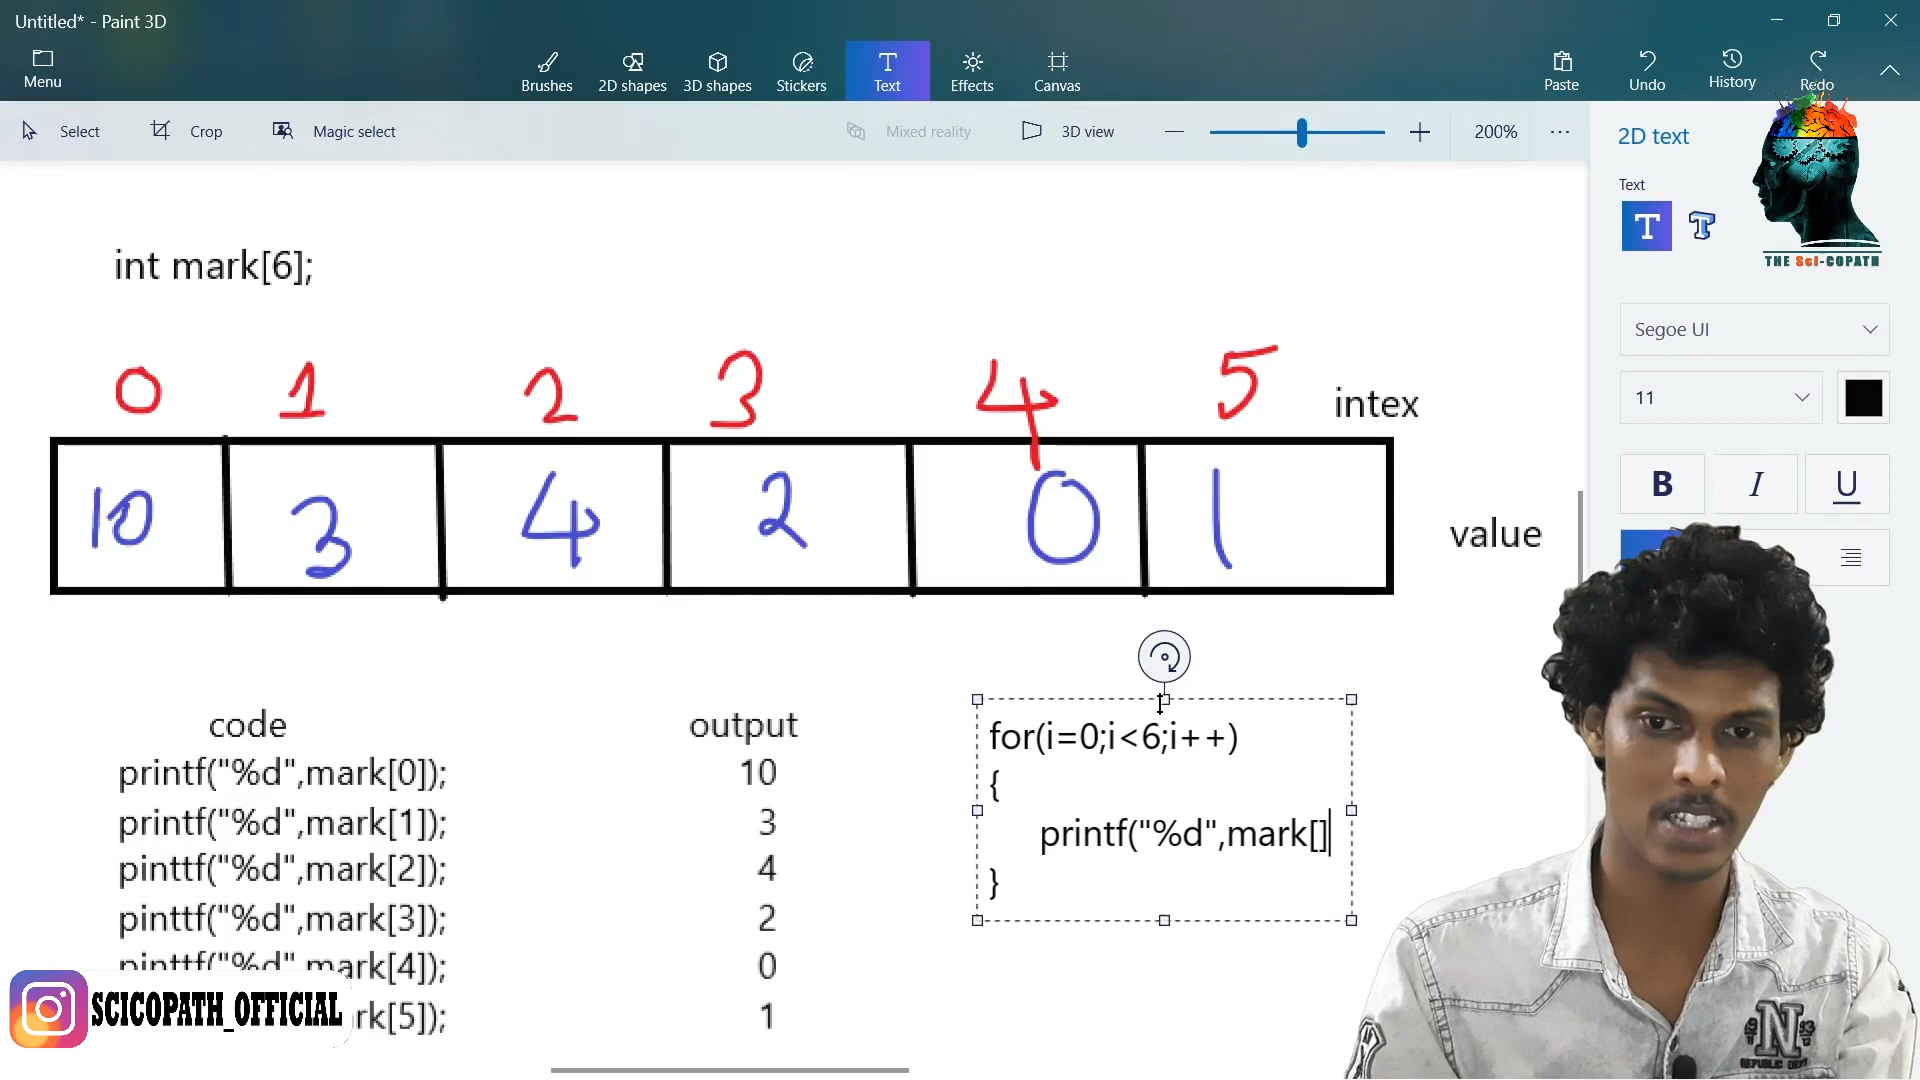 Untitled* - Paint 3D
Menu
Brushes
2D shapes
3D shapes
Stickers
Text
Effects
Canvas
Paste
Undo
History
Redo
Select
Crop
Magic select
Mixed reality
3D view
200%
2D text
Text
THE Sci-COPATH
Segoe UI
11
B I U
int mark[6];
0 1 2 3 4 5 intex
10 3 4 2 0 1 value
code output
printf("%d",mark[0]); 10
printf("%d",mark[1]); 3
pinttf("%d",mark[2]); 4
pinttf("%d",mark[3]); 2
pinttf("%d",mark[4]); 0
rk[5]); 1
for(i=0;i<6;i++)
{
printf("%d",mark[]
}
SCICOPATH_OFFICIAL
N
REPUBLIC